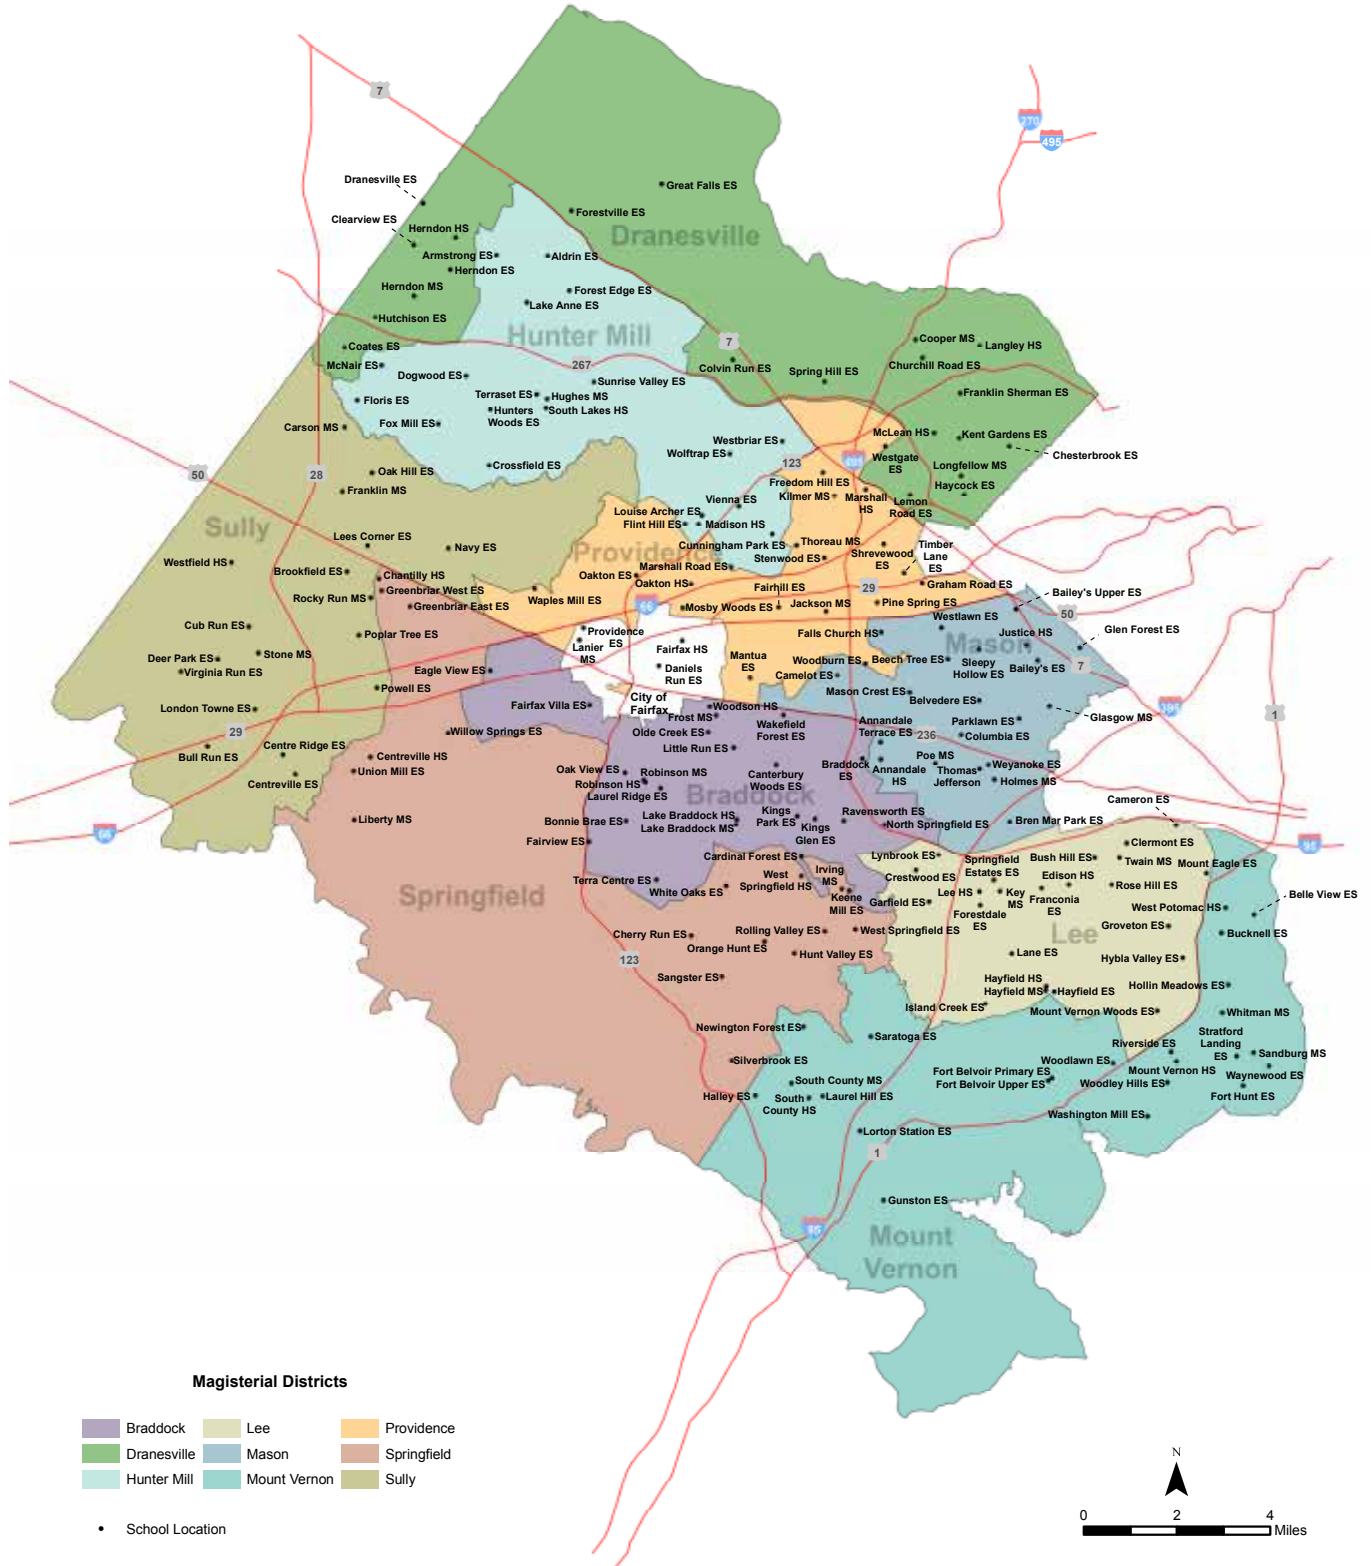 7
270
495
Dranesville ES
Great Falls ES
Clearview ES
Forestville ES
Herndon HS
Dranesville
Armstrong ES
Aldrin ES
Herndon ES
Herndon MS
Forest Edge ES
Lake Anne ES
Hutchison ES
Hunter Mill
7
Cooper MS
Langley HS
Coates ES
McNair ES
267
Colvin Run ES
Churchill Road ES
Dogwood ES
Sunrise Valley ES
Spring Hill ES
Franklin Sherman ES
Floris ES
Terraset ES
Hughes MS
Hunters
Woods ES
South Lakes HS
Carson MS
Fox Mill ES
McLean HS
Kent Gardens ES
Westbriar ES
Wolftrap ES
Westgate
ES
Chesterbrook ES
50
28
Oak Hill ES
Crossfield ES
123
495
Longfellow MS
Franklin MS
Freedom Hill ES
Kilmer MS
Marshall
HS
Haycock ES
Vienna ES
Lemon
Road ES
Louise Archer ES
Flint Hill ES
Madison HS
Sully
Lees Corner ES
Navy ES
Providence
Cunningham Park ES
Thoreau MS
Stenwood ES
Shrevewood
ES
Timber
Lane
ES
Westfield HS
Brookfield ES
Chantilly HS
Oakton ES
Marshall Road ES
Oakton HS
Greenbriar West ES
Rocky Run MS
Greenbriar East ES
Waples Mill ES
66
Fairhill ES
29
Graham Road ES
Mosby Woods ES
Jackson MS
Pine Spring ES
Bailey's Upper ES
50
Cub Run ES
Poplar Tree ES
Providence
ES
Lanier
MS
Fairfax HS
Falls Church HS
Westlawn ES
Justice HS
Glen Forest ES
Mason
Deer Park ES
Stone MS
Virginia Run ES
Eagle View ES
Daniels
Run ES
Mantua
ES
Woodburn ES
Beech Tree ES
Sleepy
Hollow ES
Bailey's ES
7
Camelot ES
Powell ES
City of
Fairfax
Mason Crest ES
Belvedere ES
London Towne ES
Fairfax Villa ES
Woodson HS
Frost MS
Wakefield
Forest ES
Glasgow MS
395
1
29
Willow Springs ES
Olde Creek ES
Annandale
Terrace ES
236
Parklawn ES
Columbia ES
Bull Run ES
Centre Ridge ES
Little Run ES
Centreville HS
Union Mill ES
Oak View ES
Robinson MS
Robinson HS
Laurel Ridge ES
Canterbury
Woods ES
Braddock
ES
Annandale
HS
Poe MS
Thomas
Jefferson
Weyanoke ES
Holmes MS
Centreville ES
Braddock
Cameron ES
66
Liberty MS
Bonnie Brae ES
Lake Braddock HS
Lake Braddock MS
Kings
Park ES
Kings
Glen ES
Ravensworth ES
North Springfield ES
Bren Mar Park ES
Fairview ES
Clermont ES
95
Cardinal Forest ES
Lynbrook ES
Springfield
Estates ES
Bush Hill ES
Twain MS
Mount Eagle ES
Springfield
Terra Centre ES
White Oaks ES
West
Springfield HS
Irving
MS
Keene
Mill ES
Crestwood ES
Garfield ES
Lee HS
Key
MS
Forestdale
ES
Edison HS
Franconia
ES
Rose Hill ES
Belle View ES
West Potomac HS
Cherry Run ES
Rolling Valley ES
Orange Hunt ES
West Springfield ES
Lee
Groveton ES
Bucknell ES
123
Hunt Valley ES
Lane ES
Hybla Valley ES
Sangster ES
Hayfield HS
Hayfield MS
Hayfield ES
Hollin Meadows ES
Island Creek ES
Mount Vernon Woods ES
Whitman MS
Newington Forest ES
Saratoga ES
Stratford
Landing
ES
Riverside ES
Sandburg MS
Silverbrook ES
Woodlawn ES
Mount Vernon HS
Waynewood ES
Fort Belvoir Primary ES
Fort Belvoir Upper ES
Woodley Hills ES
Fort Hunt ES
South County MS
Halley ES
South
County HS
Laurel Hill ES
Washington Mill ES
Lorton Station ES
1
Gunston ES
95
Mount
Vernon
Magisterial Districts
Braddock
Lee
Providence
Dranesville
Mason
Springfield
Hunter Mill
Mount Vernon
Sully
School Location
N
0 2 4
Miles